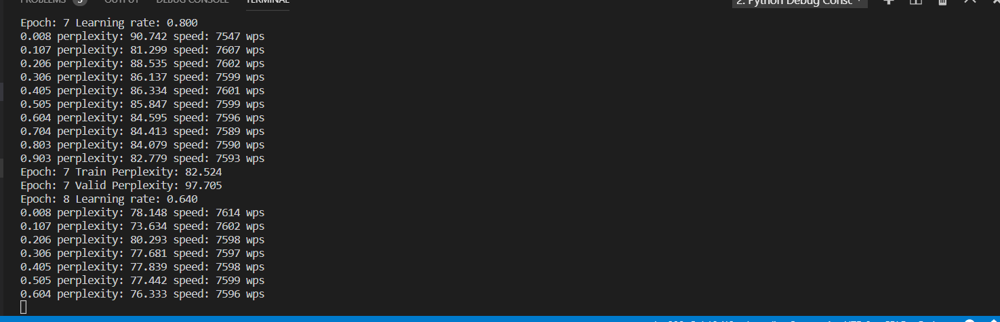 PROBLEMS OUTPUT DEBUG CONSOLE TERMINAL 2: Python Debug Consc
Epoch: 7 Learning rate: 0.800
0.008 perplexity: 90.742 speed: 7547 wps
0.107 perplexity: 81.299 speed: 7607 wps
0.206 perplexity: 88.535 speed: 7602 wps
0.306 perplexity: 86.137 speed: 7599 wps
0.405 perplexity: 86.334 speed: 7601 wps
0.505 perplexity: 85.847 speed: 7599 wps
0.604 perplexity: 84.595 speed: 7596 wps
0.704 perplexity: 84.413 speed: 7589 wps
0.803 perplexity: 84.079 speed: 7590 wps
0.903 perplexity: 82.779 speed: 7593 wps
Epoch: 7 Train Perplexity: 82.524
Epoch: 7 Valid Perplexity: 97.705
Epoch: 8 Learning rate: 0.640
0.008 perplexity: 78.148 speed: 7614 wps
0.107 perplexity: 73.634 speed: 7602 wps
0.206 perplexity: 80.293 speed: 7598 wps
0.306 perplexity: 77.681 speed: 7597 wps
0.405 perplexity: 77.839 speed: 7598 wps
0.505 perplexity: 77.442 speed: 7599 wps
0.604 perplexity: 76.333 speed: 7596 wps